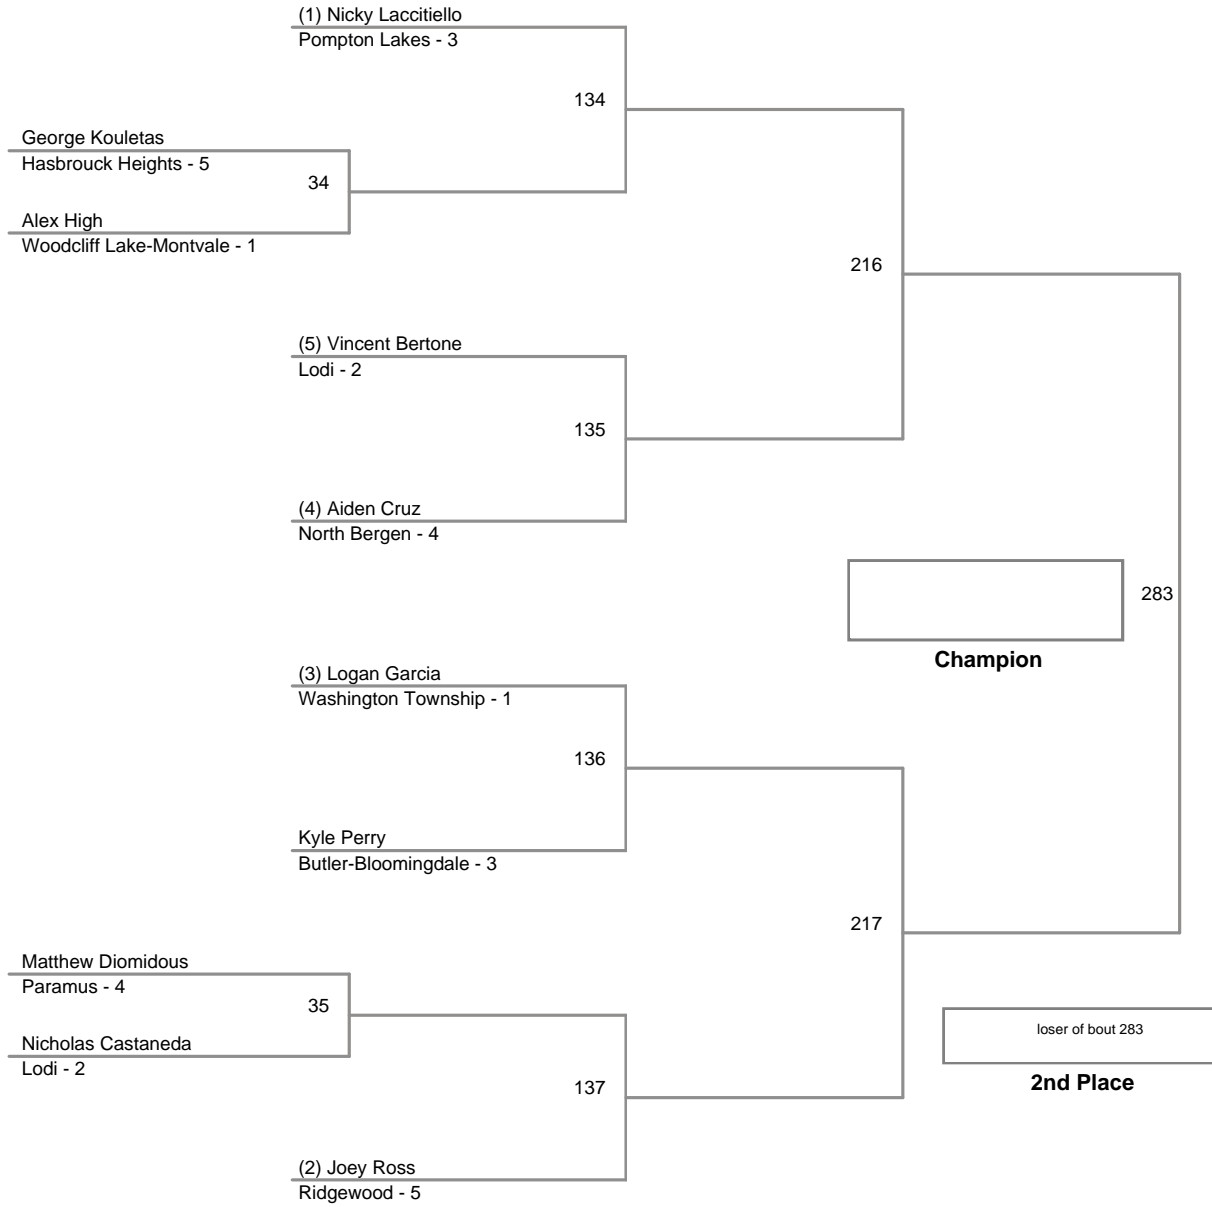 (1) Nicky Laccitiello
Pompton Lakes - 3
134
George Kouletas
Hasbrouck Heights - 5
34
Alex High
Woodcliff Lake-Montvale - 1
216
(5) Vincent Bertone
Lodi - 2
135
(4) Aiden Cruz
North Bergen - 4
283
Champion
(3) Logan Garcia
Washington Township - 1
136
Kyle Perry
Butler-Bloomingdale - 3
217
Matthew Diomidous
Paramus - 4
35
Nicholas Castaneda
Lodi - 2
loser of bout 283
2nd Place
137
(2) Joey Ross
Ridgewood - 5